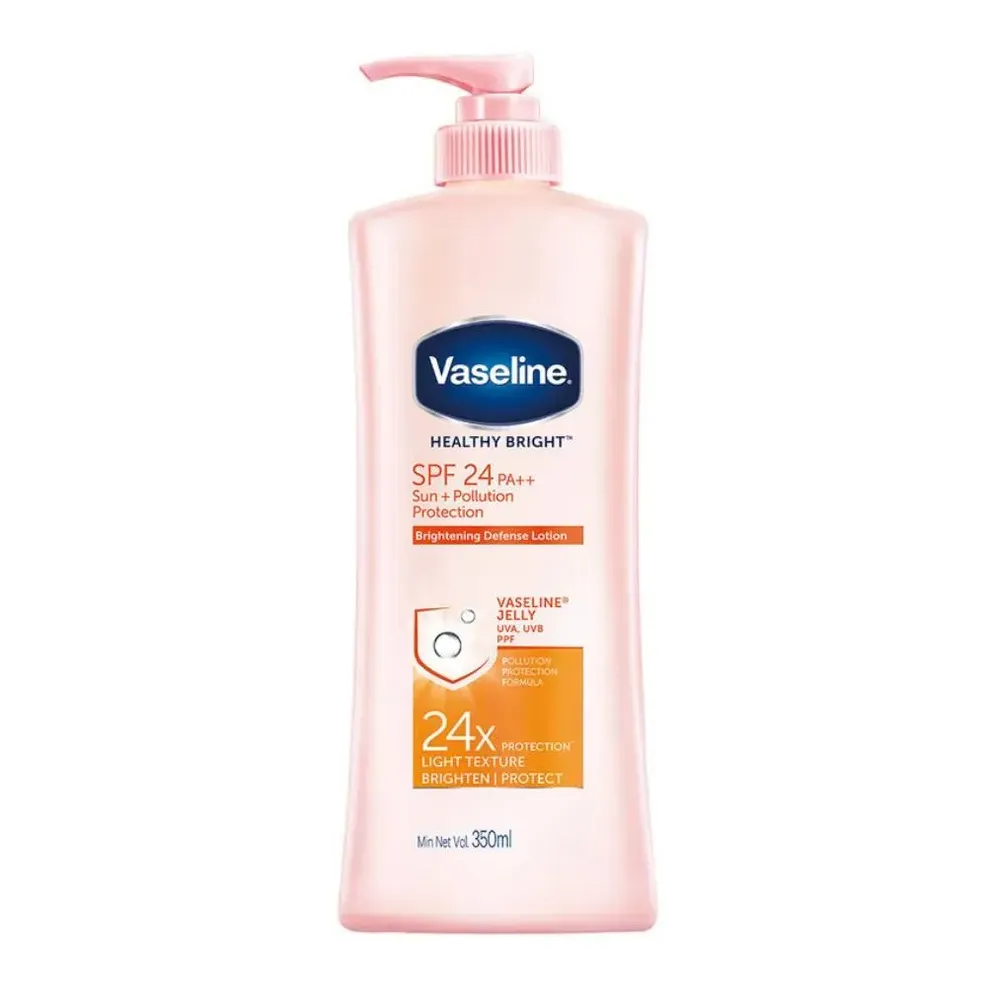 Vaseline.
HEALTHY BRIGHT™
SPF 24 PA++
Sun + Pollution
Protection
Brightening Defense Lotion
VASELINE®
JELLY
UVA, UVB
PPF
POLLUTION
PROTECTION
FORMULA
24x PROTECTION*
LIGHT TEXTURE
BRIGHTEN | PROTECT
Min Net Vol. 350ml